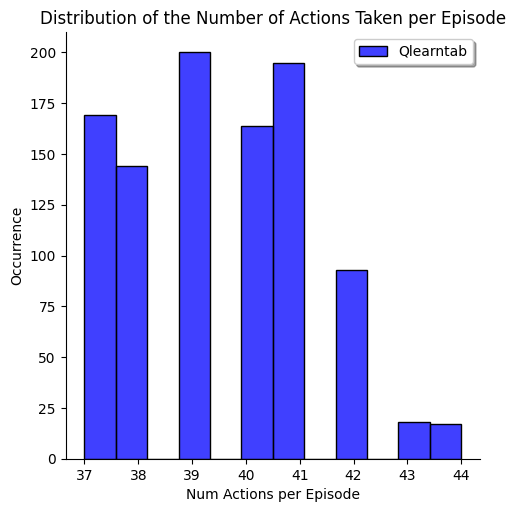 Distribution of the Number of Actions Taken per Episode
Qlearntab
200
175
150
125
100
75
50
25
0
Occurrence
37 38 39 40 41 42 43 44
Num Actions per Episode